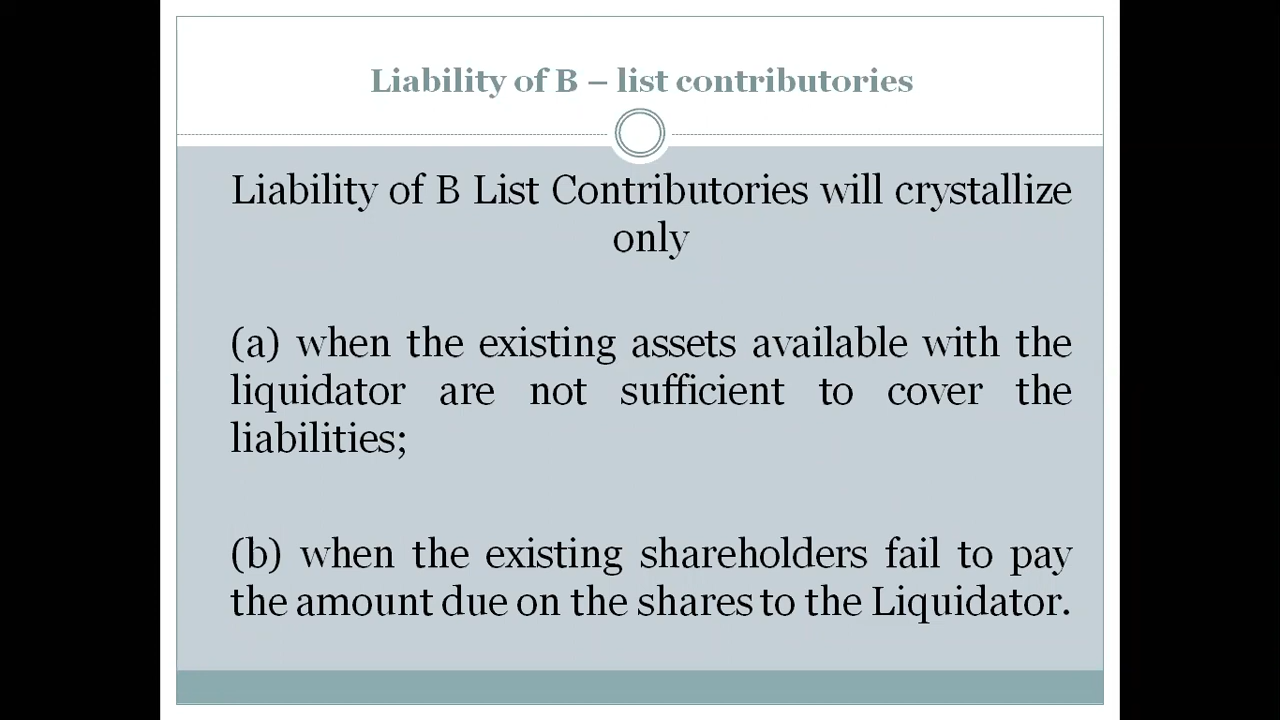 Liability of B – list contributories
Liability of B List Contributories will crystallize
only
(a) when the existing assets available with the
liquidator are not sufficient to cover the
liabilities;
(b) when the existing shareholders fail to pay
the amount due on the shares to the Liquidator.